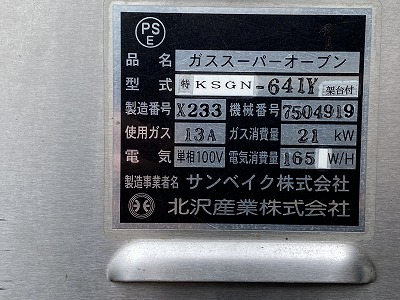 PS
E
品名 ガススーパーオーブン
型式 特 KSGN-641Y 架台付
製造番号 X233 機械番号 7504919
使用ガス 13A ガス消費量 21 kW
電気 単相100V 電気消費量 165 W/H
製造事業者名 サンベイク株式会社
北沢産業株式会社